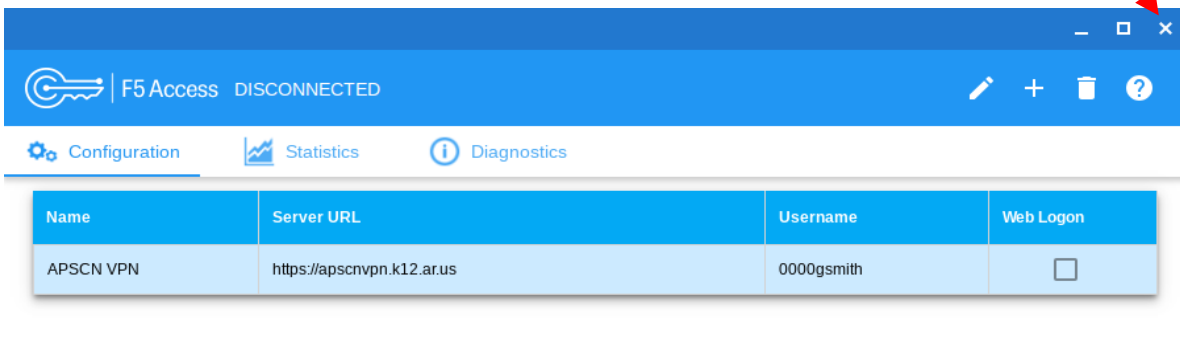 F5 Access DISCONNECTED
Configuration Statistics Diagnostics
Name Server URL Username Web Logon
APSCN VPN https://apscnvpn.k12.ar.us 0000gsmith